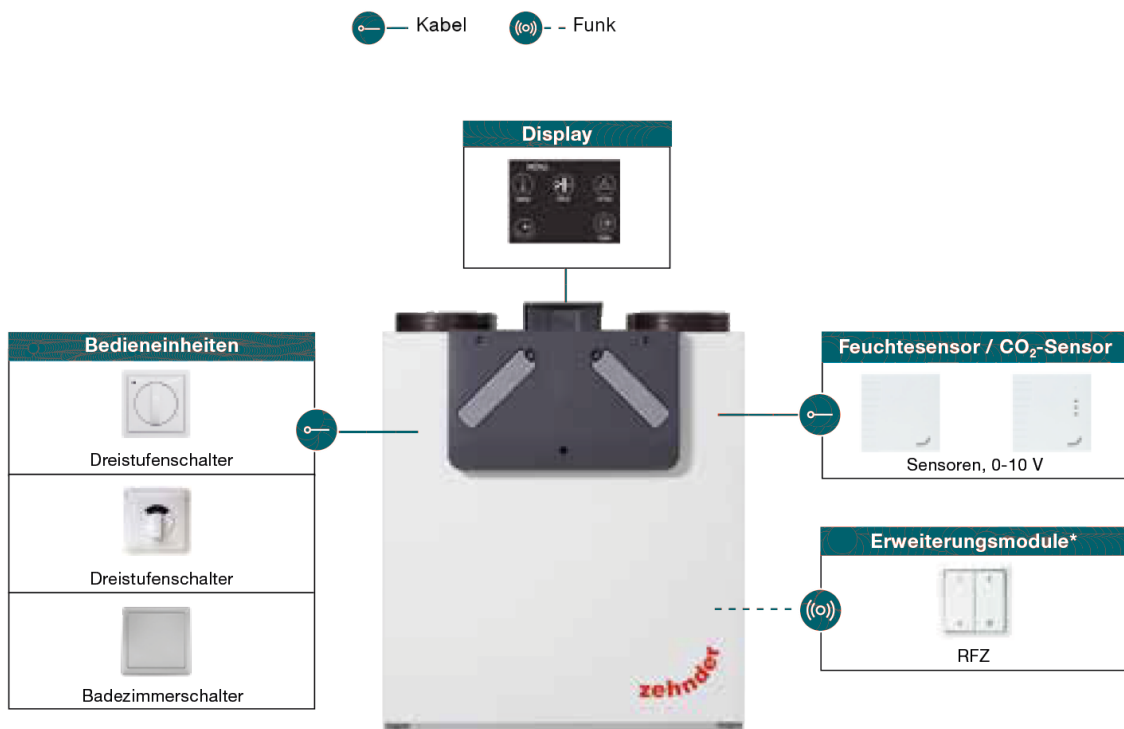 Kabel
Funk
Display
MENU
Bedieneinheiten
Dreistufenschalter
Dreistufenschalter
Badezimmerschalter
Feuchtesensor / CO₂-Sensor
Sensoren, 0-10 V
Erweiterungsmodule*
RFZ
zehnder